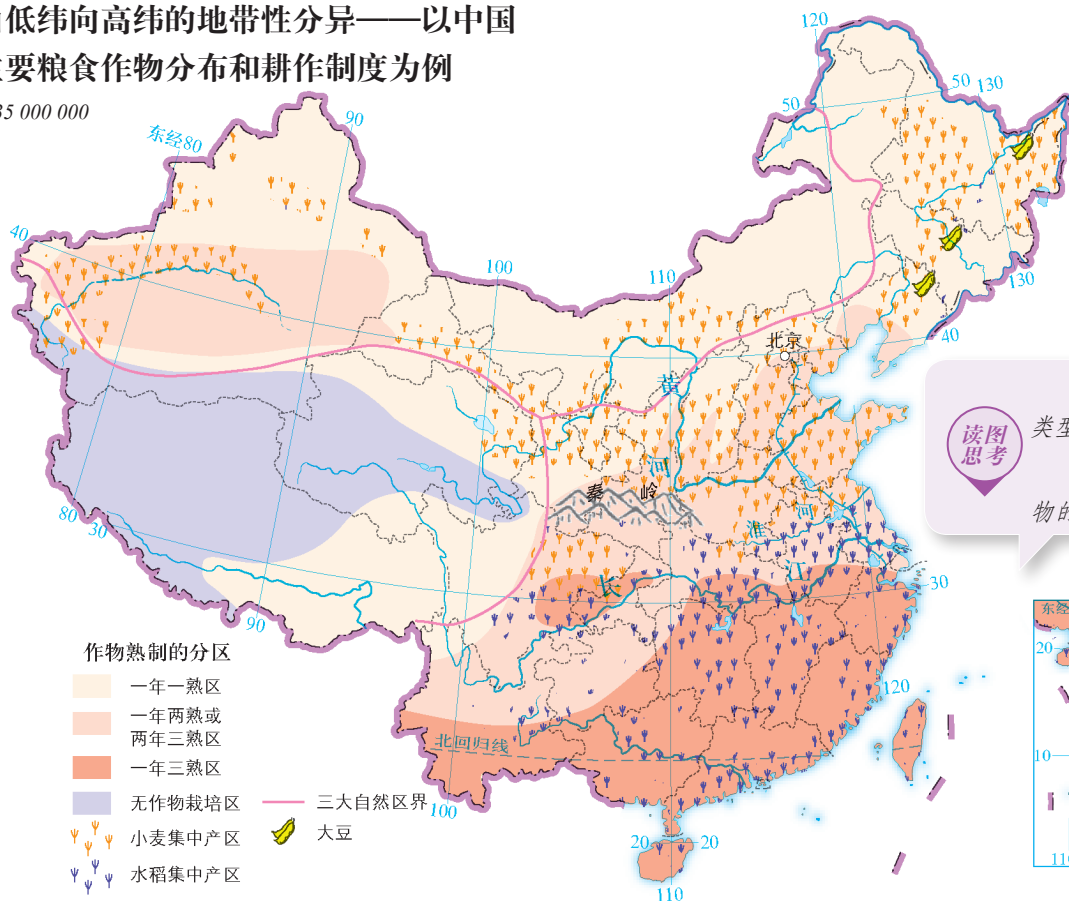 低纬向高纬的地带性分异——以中国
要粮食作物分布和耕作制度为例
35 000 000
东经80
90
100
110
120
50
50
130
40
130
40
北京
黄
河
秦
岭
淮
河
长
江
80
30
90
30
120
北回归线
100
20
20
110
读图
思考
类型
物的
东经
20
10
110
作物熟制的分区
一年一熟区
一年两熟或
两年三熟区
一年三熟区
无作物栽培区
三大自然区界
小麦集中产区
大豆
水稻集中产区